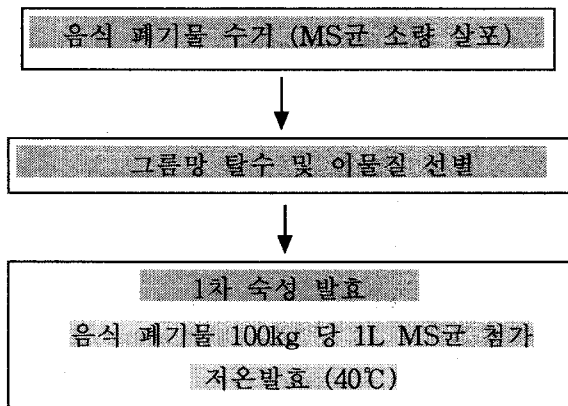 음식 폐기물 수거 (MS균 소량 살포)
그름망 탈수 및 이물질 선별
1차 숙성 발효
음식 폐기물 100kg 당 1L MS균 첨가
저온발효 (40℃)